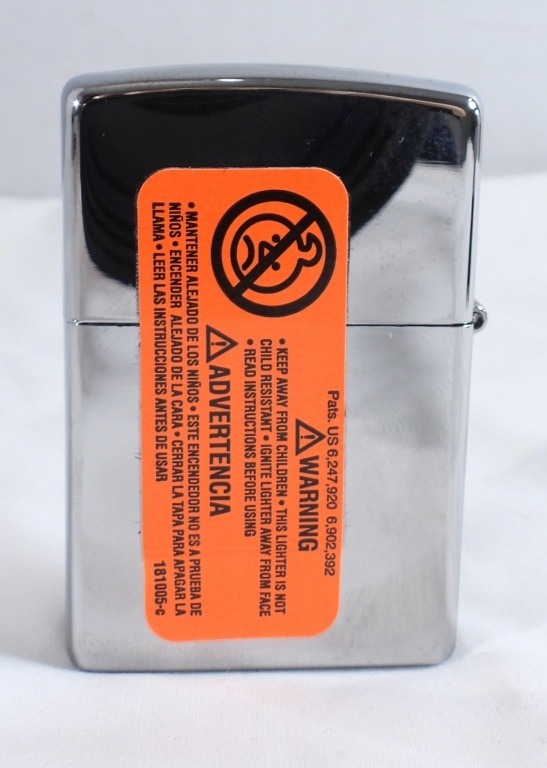 Pats. US 6,247,920 6,902,392
⚠ WARNING
• KEEP AWAY FROM CHILDREN • THIS LIGHTER IS NOT
CHILD RESISTANT • IGNITE LIGHTER AWAY FROM FACE
• READ INSTRUCTIONS BEFORE USING
⚠ ADVERTENCIA
• MANTENER ALEJADO DE LOS NIÑOS • ESTE ENCENDEDOR NO ES A PRUEBA DE
NIÑOS • ENCENDER ALEJADO DE LA CARA • CERRAR LA TAPA PARA APAGAR LA
LLAMA • LEER LAS INSTRUCCIONES ANTES DE USAR
181005-c